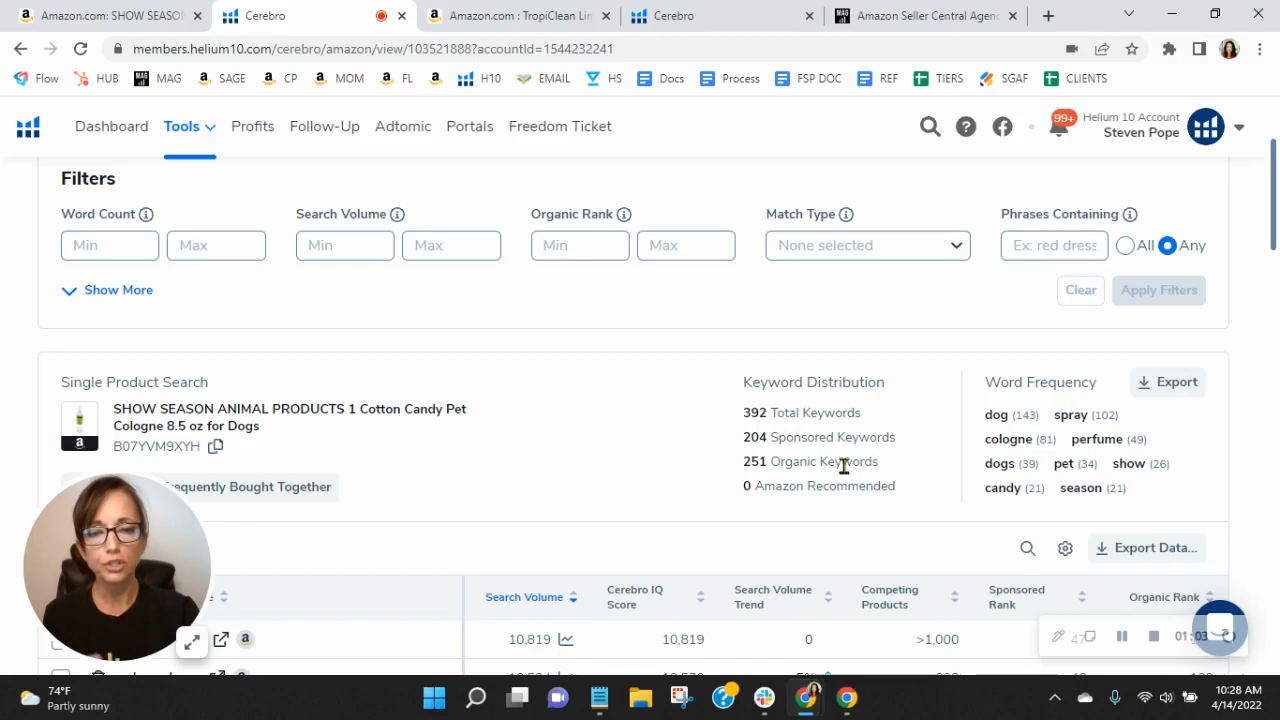 Amazon.com: SHOW SEASON
Cerebro
Amazon.com : TropiClean Lim
Cerebro
Amazon Seller Central Agenc
members.helium10.com/cerebro/amazon/view/103521888?accountId=1544232241
Flow
HUB
MAG
SAGE
CP
MOM
FL
H10
EMAIL
HS
Docs
Process
FSP DOC
REF
TIERS
SGAF
CLIENTS
Dashboard
Tools
Profits
Follow-Up
Adtomic
Portals
Freedom Ticket
99+
Helium 10 Account
Steven Pope
Filters
Word Count
Search Volume
Organic Rank
Match Type
Phrases Containing
Min
Max
Min
Max
Min
Max
None selected
Ex: red dress
All
Any
Show More
Clear
Apply Filters
Single Product Search
SHOW SEASON ANIMAL PRODUCTS 1 Cotton Candy Pet
Cologne 8.5 oz for Dogs
B07YVM9XYH
equently Bought Together
Keyword Distribution
392 Total Keywords
204 Sponsored Keywords
251 Organic Keywords
0 Amazon Recommended
Word Frequency
Export
dog (143) spray (102)
cologne (81) perfume (49)
dogs (39) pet (34) show (26)
candy (21) season (21)
Export Data...
Search Volume
Cerebro IQ
Score
Search Volume
Trend
Competing
Products
Sponsored
Rank
Organic Rank
10,819
10,819
0
>1,000
47
01:03
74°F
Partly sunny
10:28 AM
4/14/2022